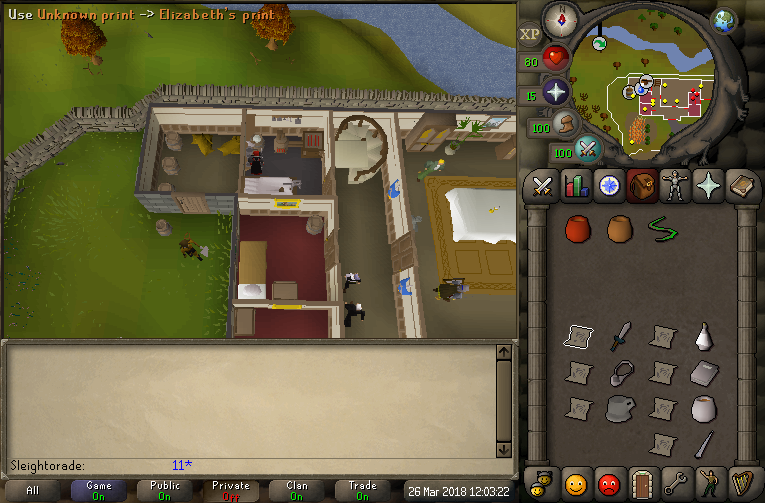 Use Unknown print -> Elizabeth's print
N
XP
80
15
100
100
Sleightorade: 11*
All
Game
On
Public
On
Private
Off
Clan
On
Trade
On
26 Mar 2018 12:03:22